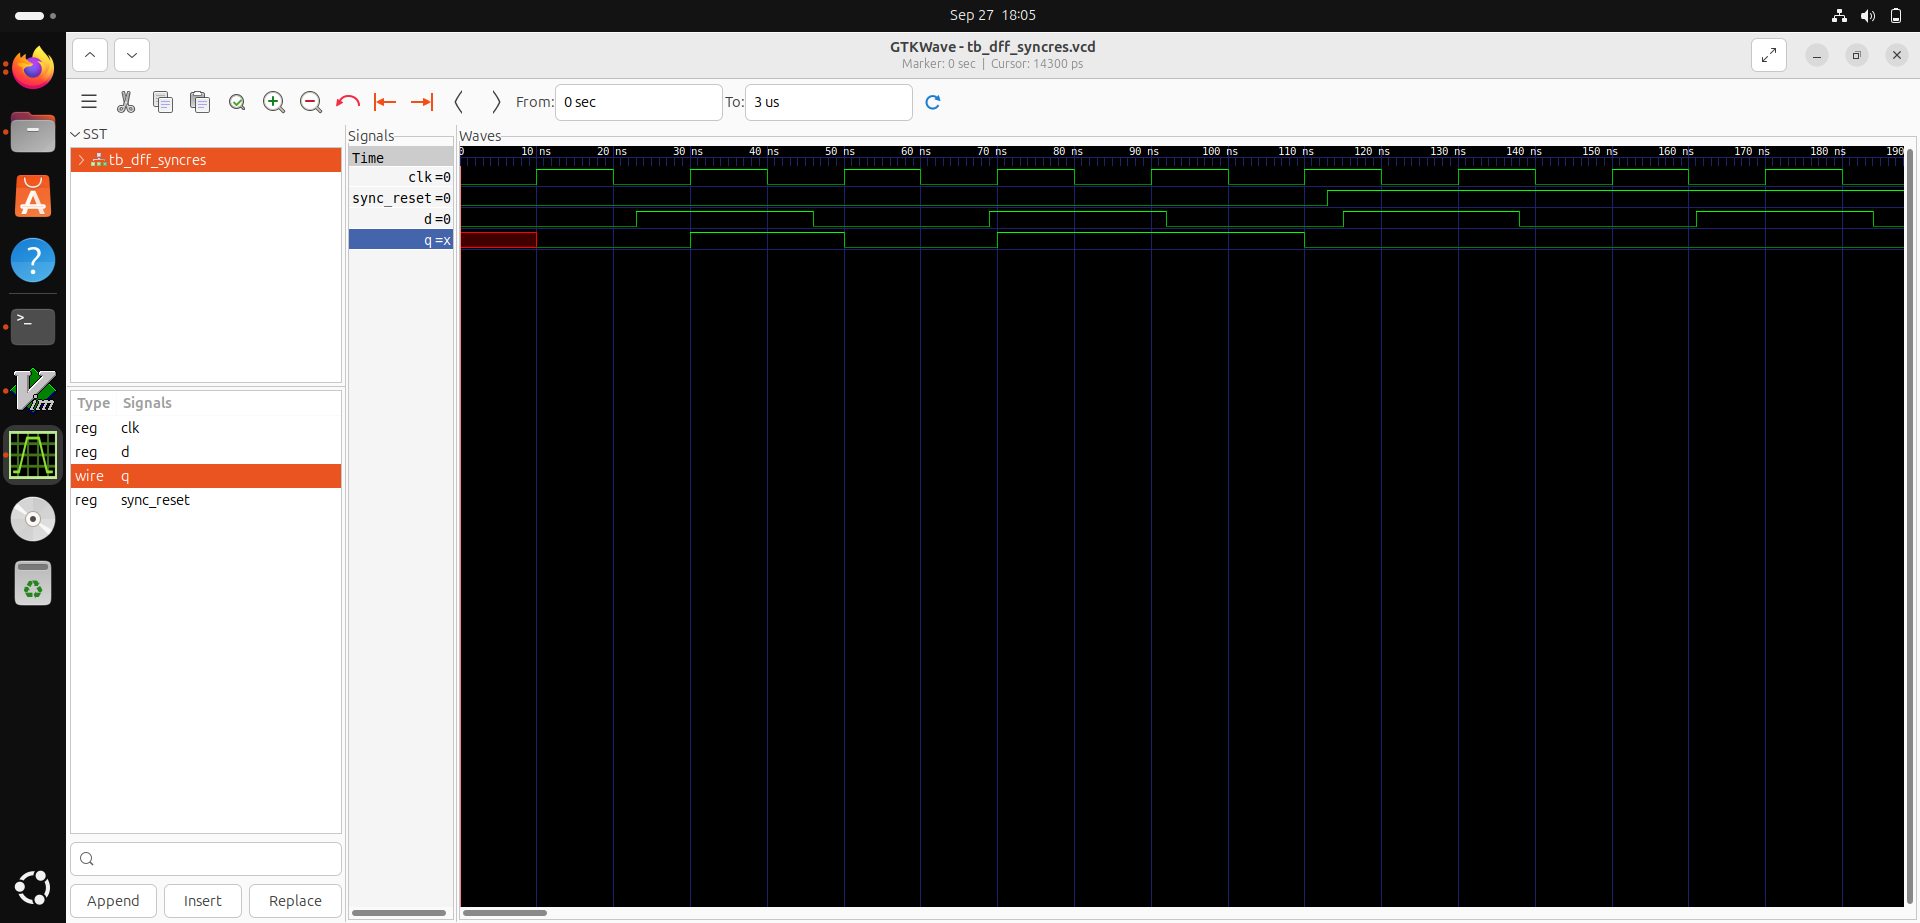 Sep 27 18:05
GTKWave - tb_dff_syncres.vcd
Marker: 0 sec | Cursor: 14300 ps
From: 0 sec To: 3 us
SST
tb_dff_syncres
Type Signals
reg clk
reg d
wire q
reg sync_reset
Append Insert Replace
Signals
Time
clk =0
sync_reset =0
d =0
q =x
Waves
0 10 ns 20 ns 30 ns 40 ns 50 ns 60 ns 70 ns 80 ns 90 ns 100 ns 110 ns 120 ns 130 ns 140 ns 150 ns 160 ns 170 ns 180 ns 190